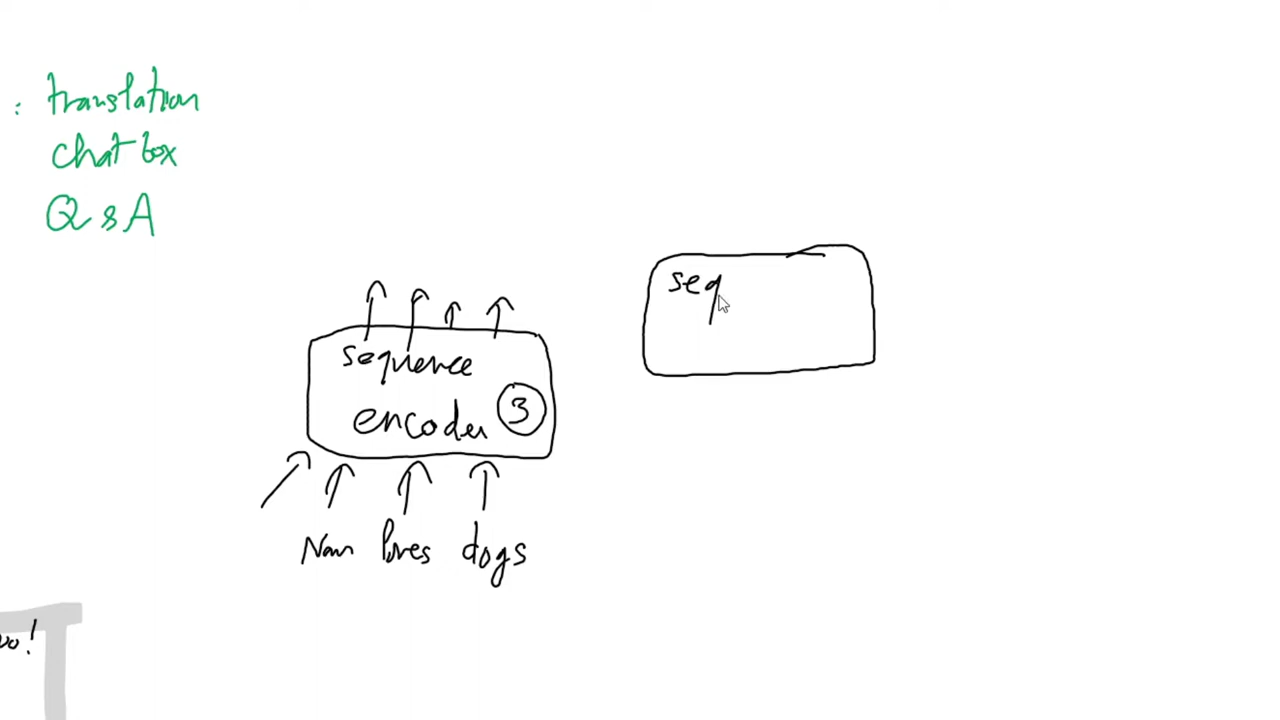 : translation
chat box
Q & A
seq
sequence
encoder 3
Nam loves dogs